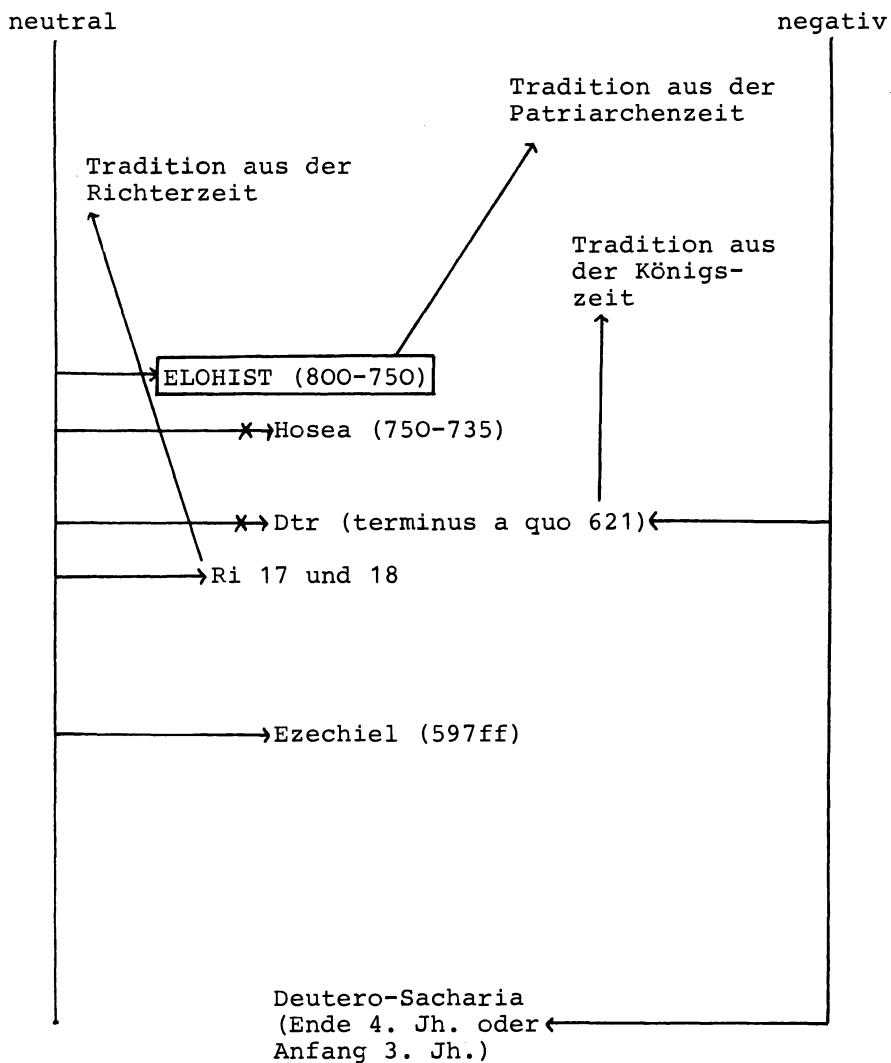 neutral
negativ
Tradition aus der
Patriarchenzeit
Tradition aus der
Richterzeit
Tradition aus
der Königs-
zeit
ELOHIST (800-750)
Hosea (750-735)
Dtr (terminus a quo 621)
Ri 17 und 18
Ezechiel (597ff)
Deutero-Sacharia
(Ende 4. Jh. oder
Anfang 3. Jh.)